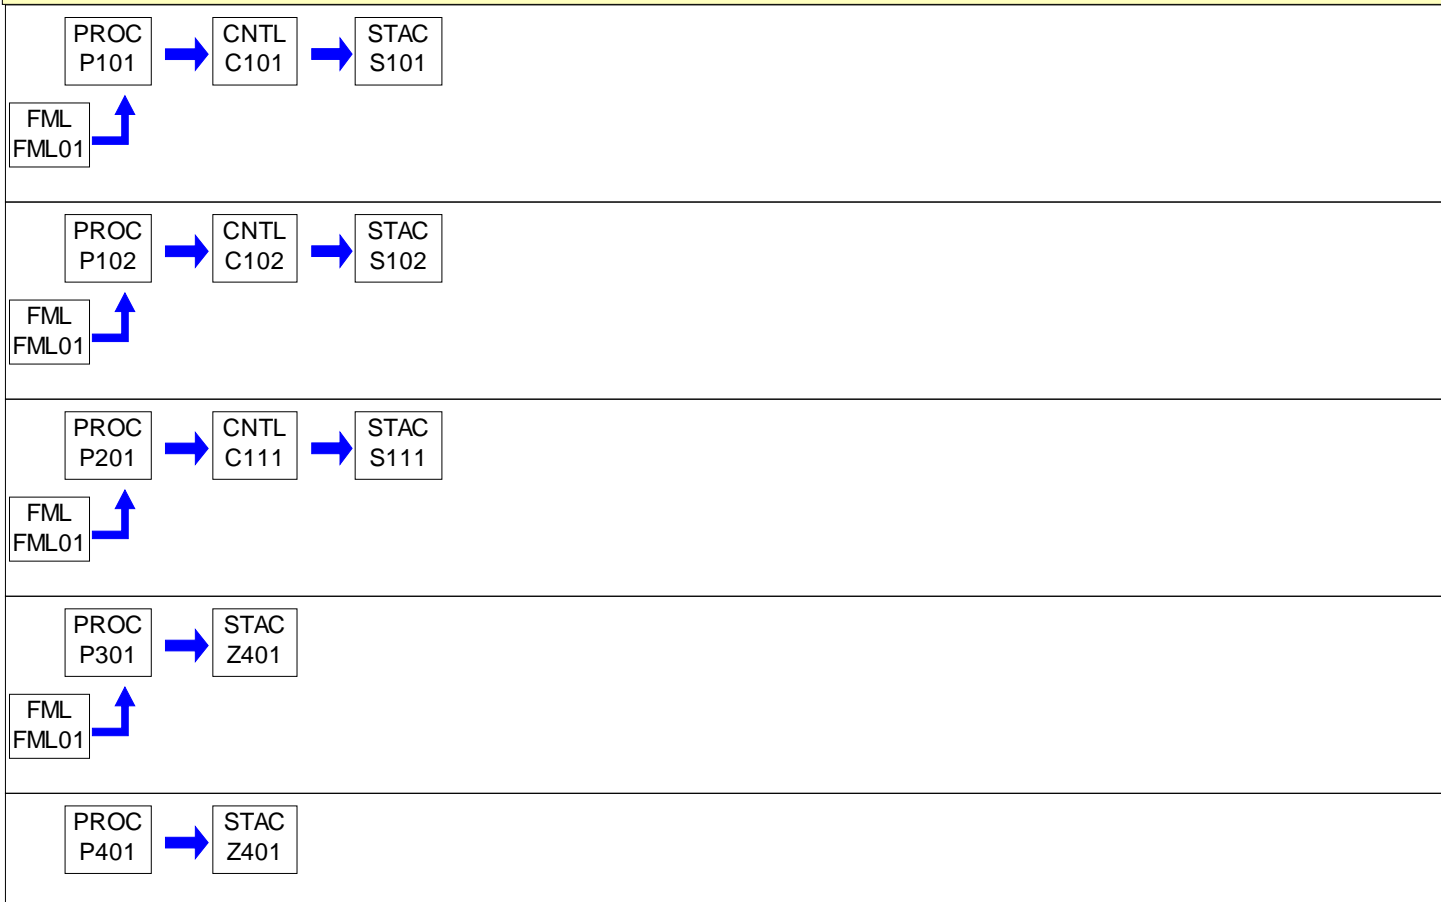 PROC
P101
CNTL
C101
STAC
S101
FML
FML01
PROC
P102
CNTL
C102
STAC
S102
FML
FML01
PROC
P201
CNTL
C111
STAC
S111
FML
FML01
PROC
P301
STAC
Z401
FML
FML01
PROC
P401
STAC
Z401